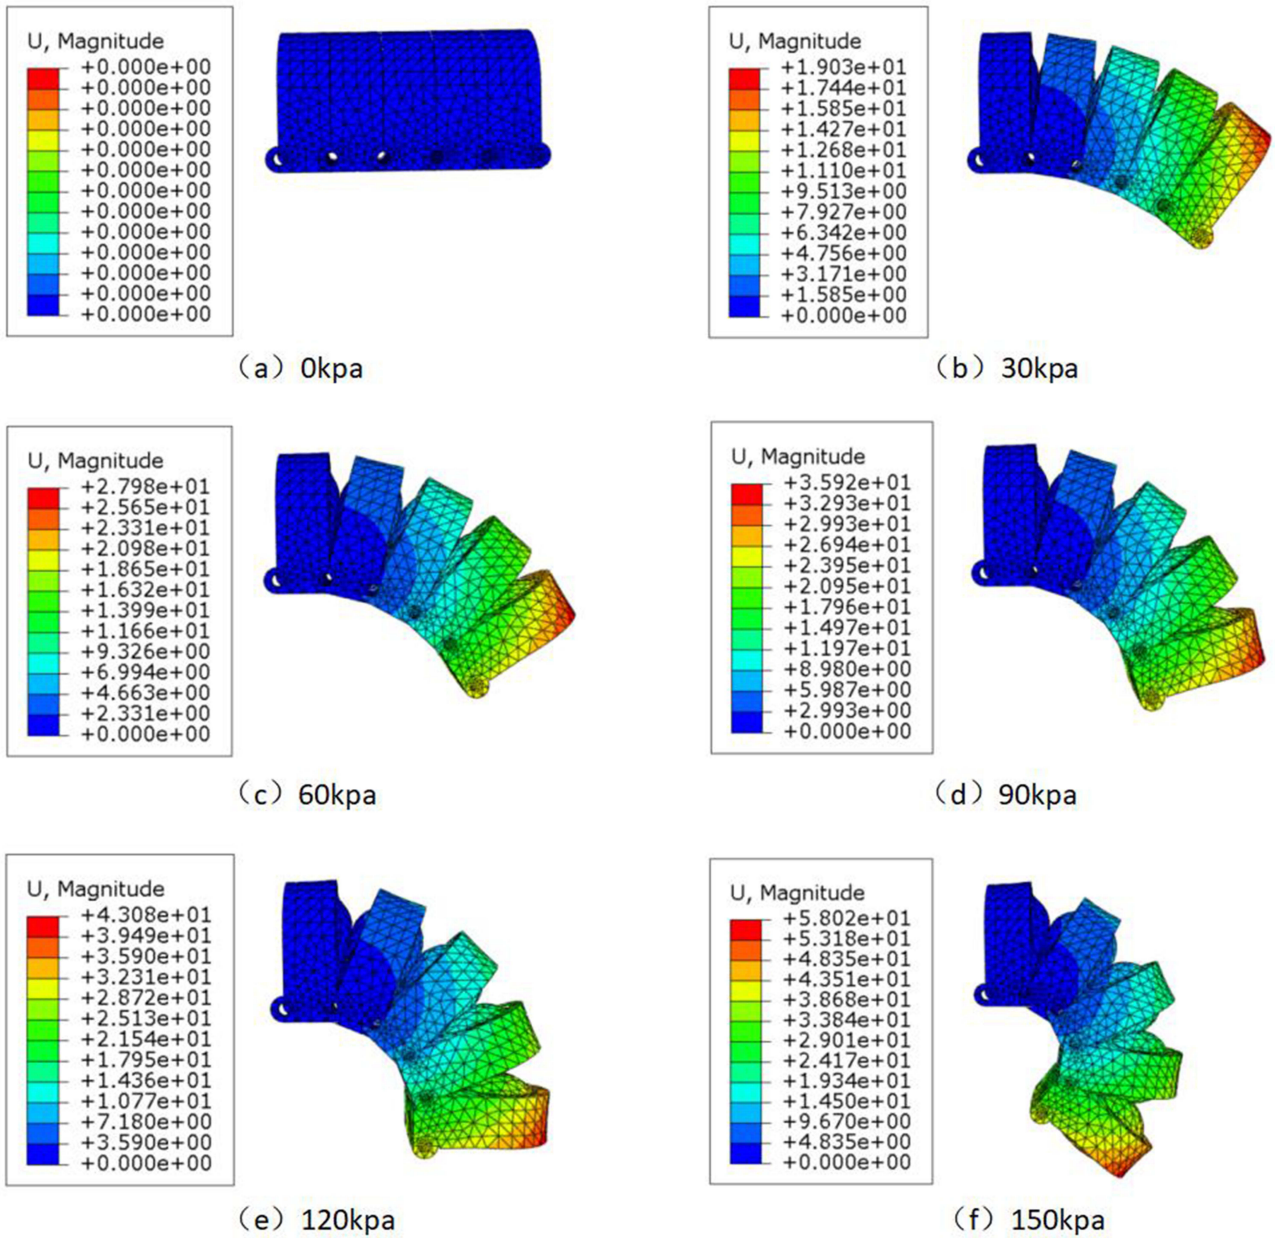 U, Magnitude
+0.000e+00
+0.000e+00
+0.000e+00
+0.000e+00
+0.000e+00
+0.000e+00
+0.000e+00
+0.000e+00
+0.000e+00
+0.000e+00
+0.000e+00
+0.000e+00
+0.000e+00
（a）0kpa
U, Magnitude
+1.903e+01
+1.744e+01
+1.585e+01
+1.427e+01
+1.268e+01
+1.110e+01
+9.513e+00
+7.927e+00
+6.342e+00
+4.756e+00
+3.171e+00
+1.585e+00
+0.000e+00
（b）30kpa
U, Magnitude
+2.798e+01
+2.565e+01
+2.331e+01
+2.098e+01
+1.865e+01
+1.632e+01
+1.399e+01
+1.166e+01
+9.326e+00
+6.994e+00
+4.663e+00
+2.331e+00
+0.000e+00
（c）60kpa
U, Magnitude
+3.592e+01
+3.293e+01
+2.993e+01
+2.694e+01
+2.395e+01
+2.095e+01
+1.796e+01
+1.497e+01
+1.197e+01
+8.980e+00
+5.987e+00
+2.993e+00
+0.000e+00
（d）90kpa
U, Magnitude
+4.308e+01
+3.949e+01
+3.590e+01
+3.231e+01
+2.872e+01
+2.513e+01
+2.154e+01
+1.795e+01
+1.436e+01
+1.077e+01
+7.180e+00
+3.590e+00
+0.000e+00
（e）120kpa
U, Magnitude
+5.802e+01
+5.318e+01
+4.835e+01
+4.351e+01
+3.868e+01
+3.384e+01
+2.901e+01
+2.417e+01
+1.934e+01
+1.450e+01
+9.670e+00
+4.835e+00
+0.000e+00
（f）150kpa